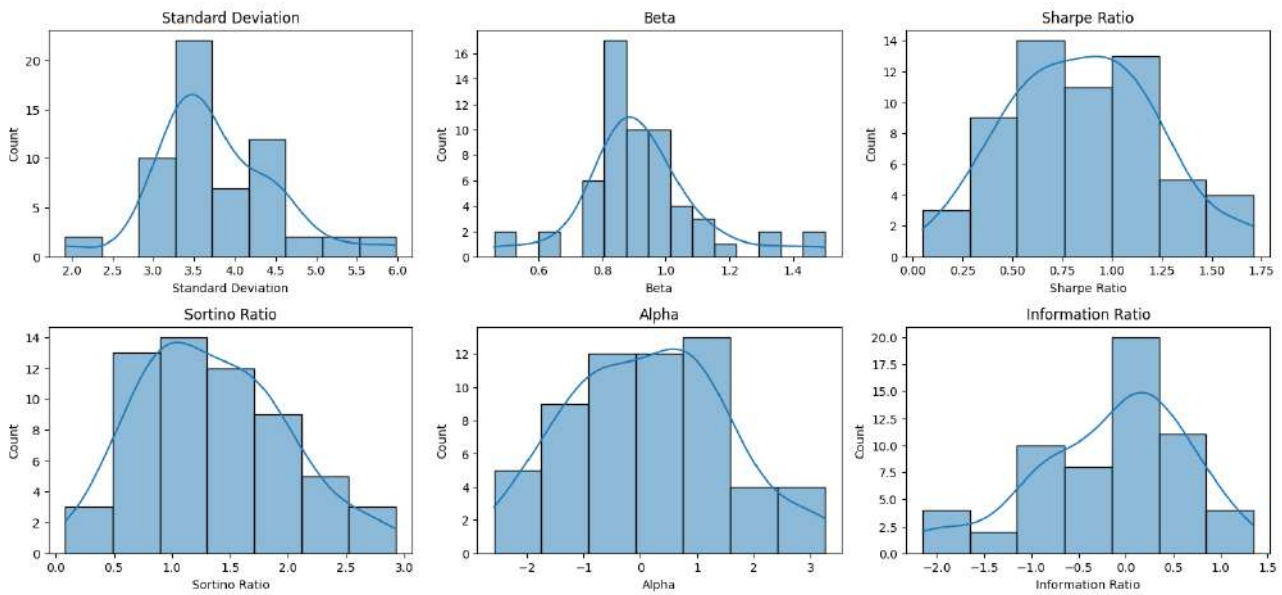 Standard Deviation
Beta
Sharpe Ratio
Count
20
15
10
5
0
2.0 2.5 3.0 3.5 4.0 4.5 5.0 5.5 6.0
Standard Deviation
Count
16
14
12
10
8
6
4
2
0
0.6 0.8 1.0 1.2 1.4
Beta
Count
14
12
10
8
6
4
2
0
0.00 0.25 0.50 0.75 1.00 1.25 1.50 1.75
Sharpe Ratio
Sortino Ratio
Alpha
Information Ratio
Count
14
12
10
8
6
4
2
0
0.0 0.5 1.0 1.5 2.0 2.5 3.0
Sortino Ratio
Count
12
10
8
6
4
2
0
−2 −1 0 1 2 3
Alpha
Count
20.0
17.5
15.0
12.5
10.0
7.5
5.0
2.5
0.0
−2.0 −1.5 −1.0 −0.5 0.0 0.5 1.0 1.5
Information Ratio